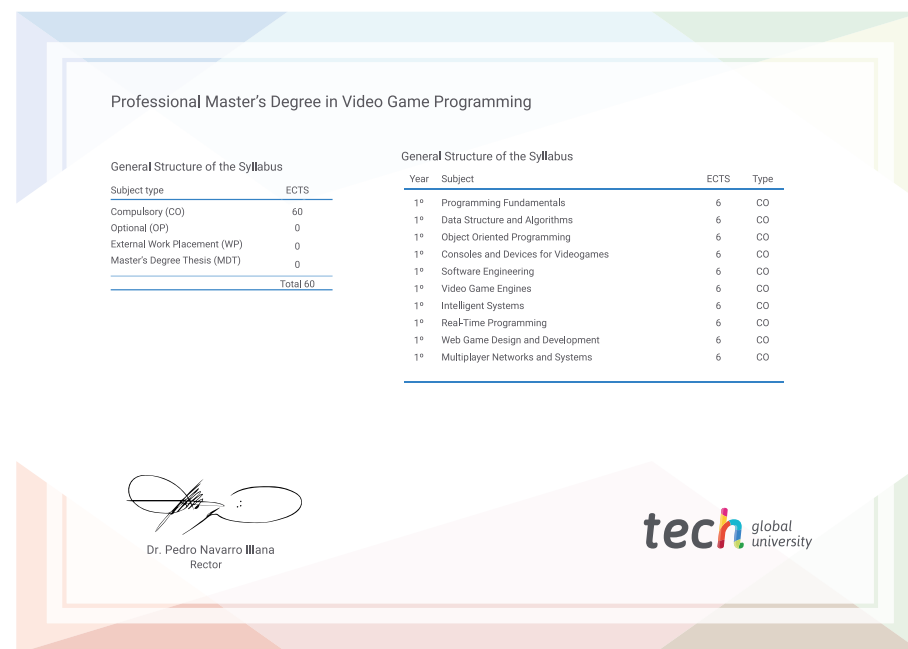 Professional Master's Degree in Video Game Programming
General Structure of the Syllabus
Subject type ECTS
Compulsory (CO) 60
Optional (OP) 0
External Work Placement (WP) 0
Master's Degree Thesis (MDT) 0
Total 60
General Structure of the Syllabus
Year Subject ECTS Type
1º Programming Fundamentals 6 CO
1º Data Structure and Algorithms 6 CO
1º Object Oriented Programming 6 CO
1º Consoles and Devices for Videogames 6 CO
1º Software Engineering 6 CO
1º Video Game Engines 6 CO
1º Intelligent Systems 6 CO
1º Real-Time Programming 6 CO
1º Web Game Design and Development 6 CO
1º Multiplayer Networks and Systems 6 CO
Dr. Pedro Navarro Illana
Rector
tech global
university